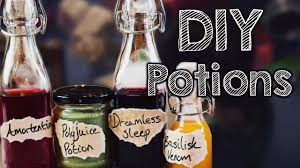 DIY
Potions
Amortentia
Polyjuice
Potion
Dreamless
Sleep
Basilisk
Venom